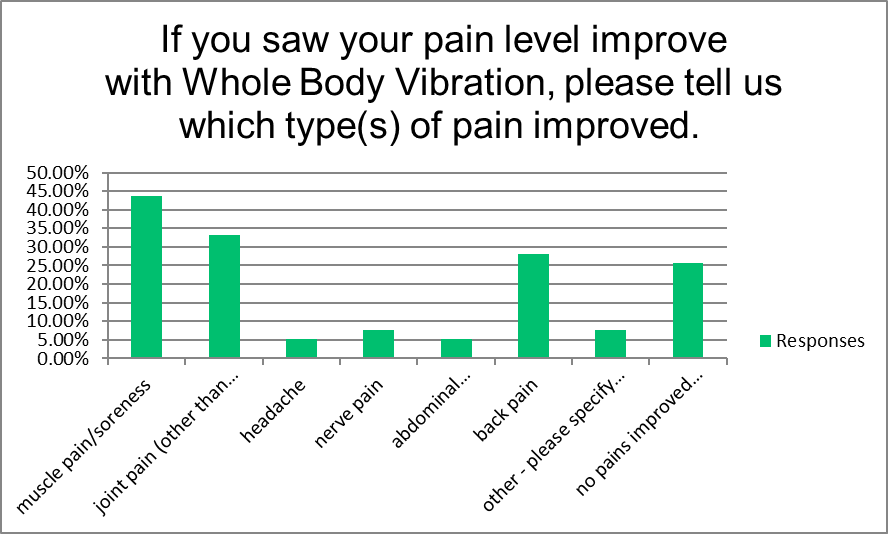 If you saw your pain level improve
with Whole Body Vibration, please tell us
which type(s) of pain improved.
50.00%
45.00%
40.00%
35.00%
30.00%
25.00%
20.00%
15.00%
10.00%
5.00%
0.00%
muscle pain/soreness
joint pain (other than...
headache
nerve pain
abdominal...
back pain
other - please specify...
no pains improved...
Responses